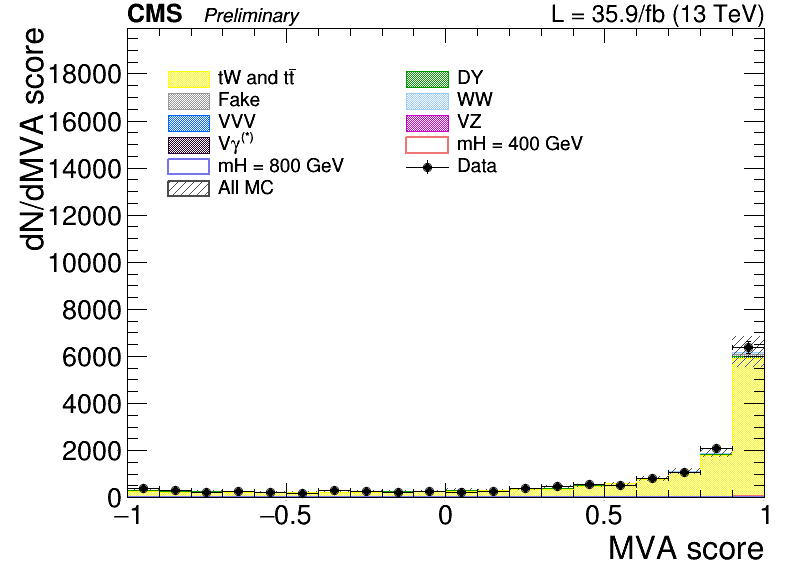 CMS Preliminary L = 35.9/fb (13 TeV)
dN/dMVA score
18000
16000
14000
12000
10000
8000
6000
4000
2000
0
tW and tt̄ DY
Fake WW
VVV VZ
Vγ(*) mH = 400 GeV
mH = 800 GeV Data
All MC
−1 −0.5 0 0.5 1
MVA score